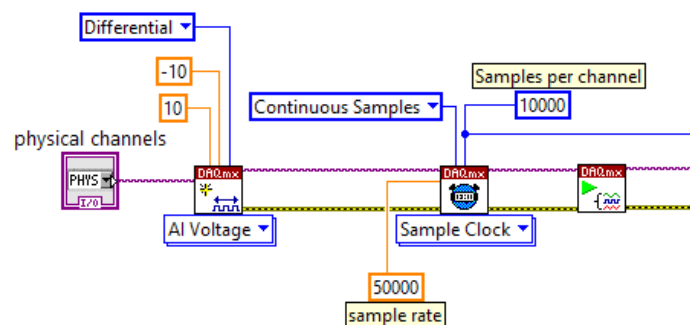 Differential
-10
10
physical channels
PHYS
I/O
DAQmx
AI Voltage
Continuous Samples
Samples per channel
10000
DAQmx
Sample Clock
50000
sample rate
DAQmx